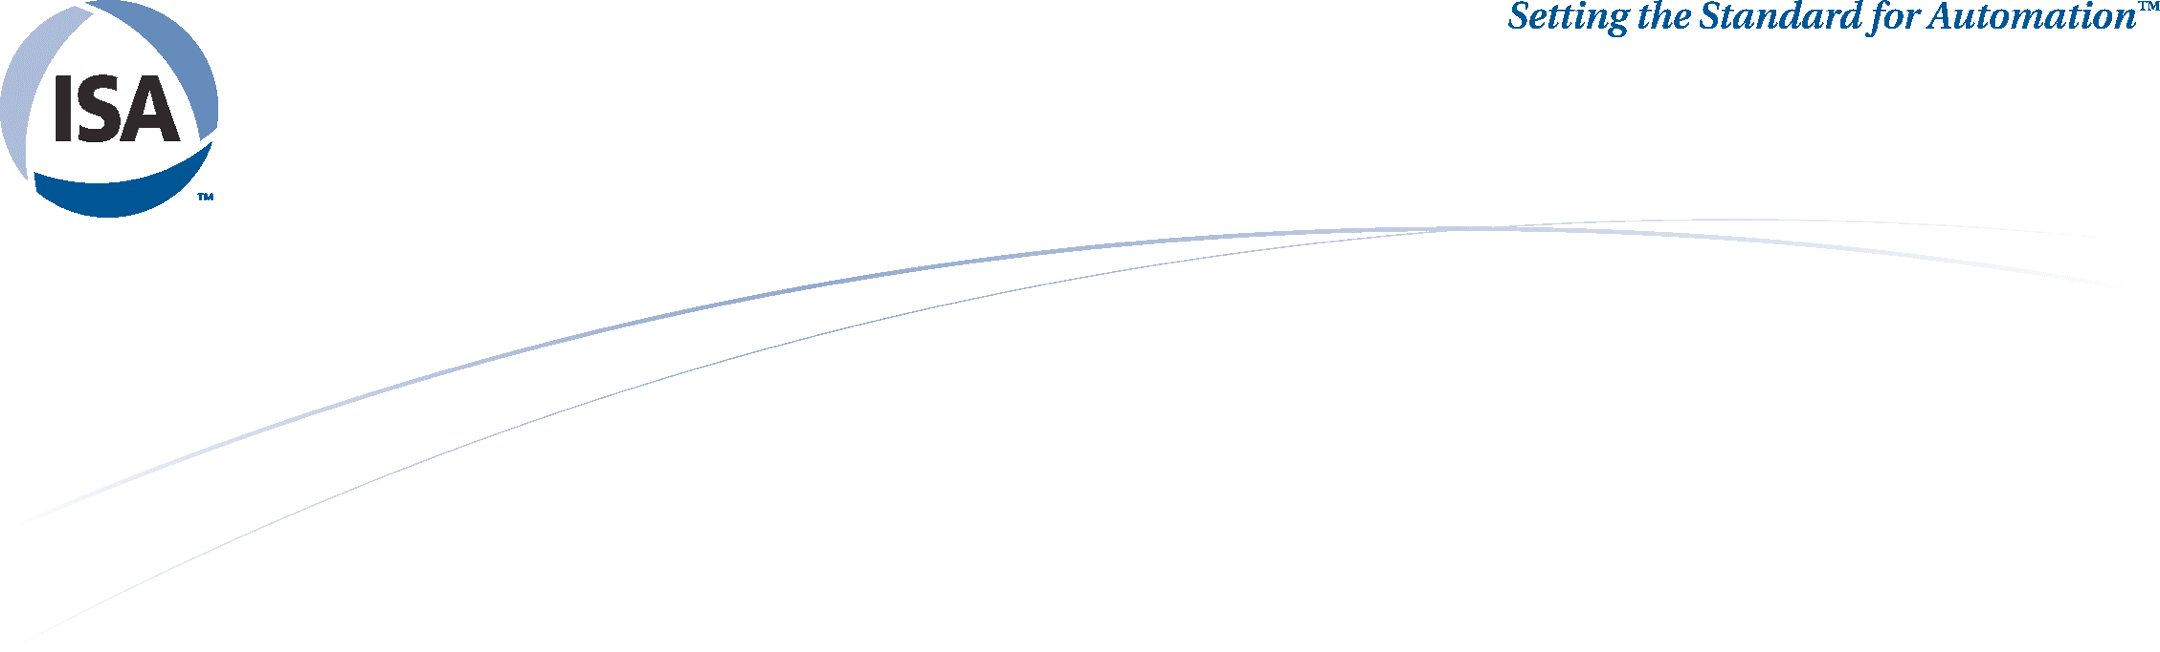 Setting the Standard for Automation™
ISA
™